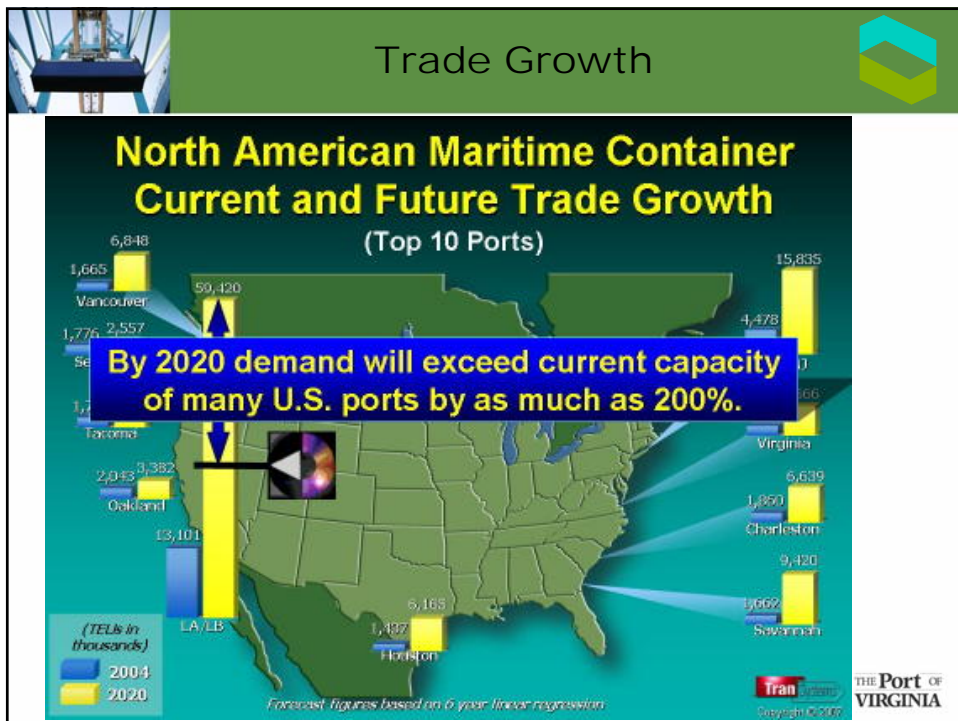 Trade Growth
North American Maritime Container
Current and Future Trade Growth
(Top 10 Ports)
6,848
1,665
Vancouver
59,420
15,835
4,478
1,776 2,557
By 2020 demand will exceed current capacity
of many U.S. ports by as much as 200%.
Tacoma
Virginia
2,043 3,382
Oakland
6,639
1,860
Charleston
13,101
LA/LB
9,420
1,662
Savannah
6,165
1,437
Houston
(TEUs in
thousands)
2004
2020
Forecast figures based on 6 year linear regression
TranSystems
Copyright © 2007
THE Port OF
VIRGINIA